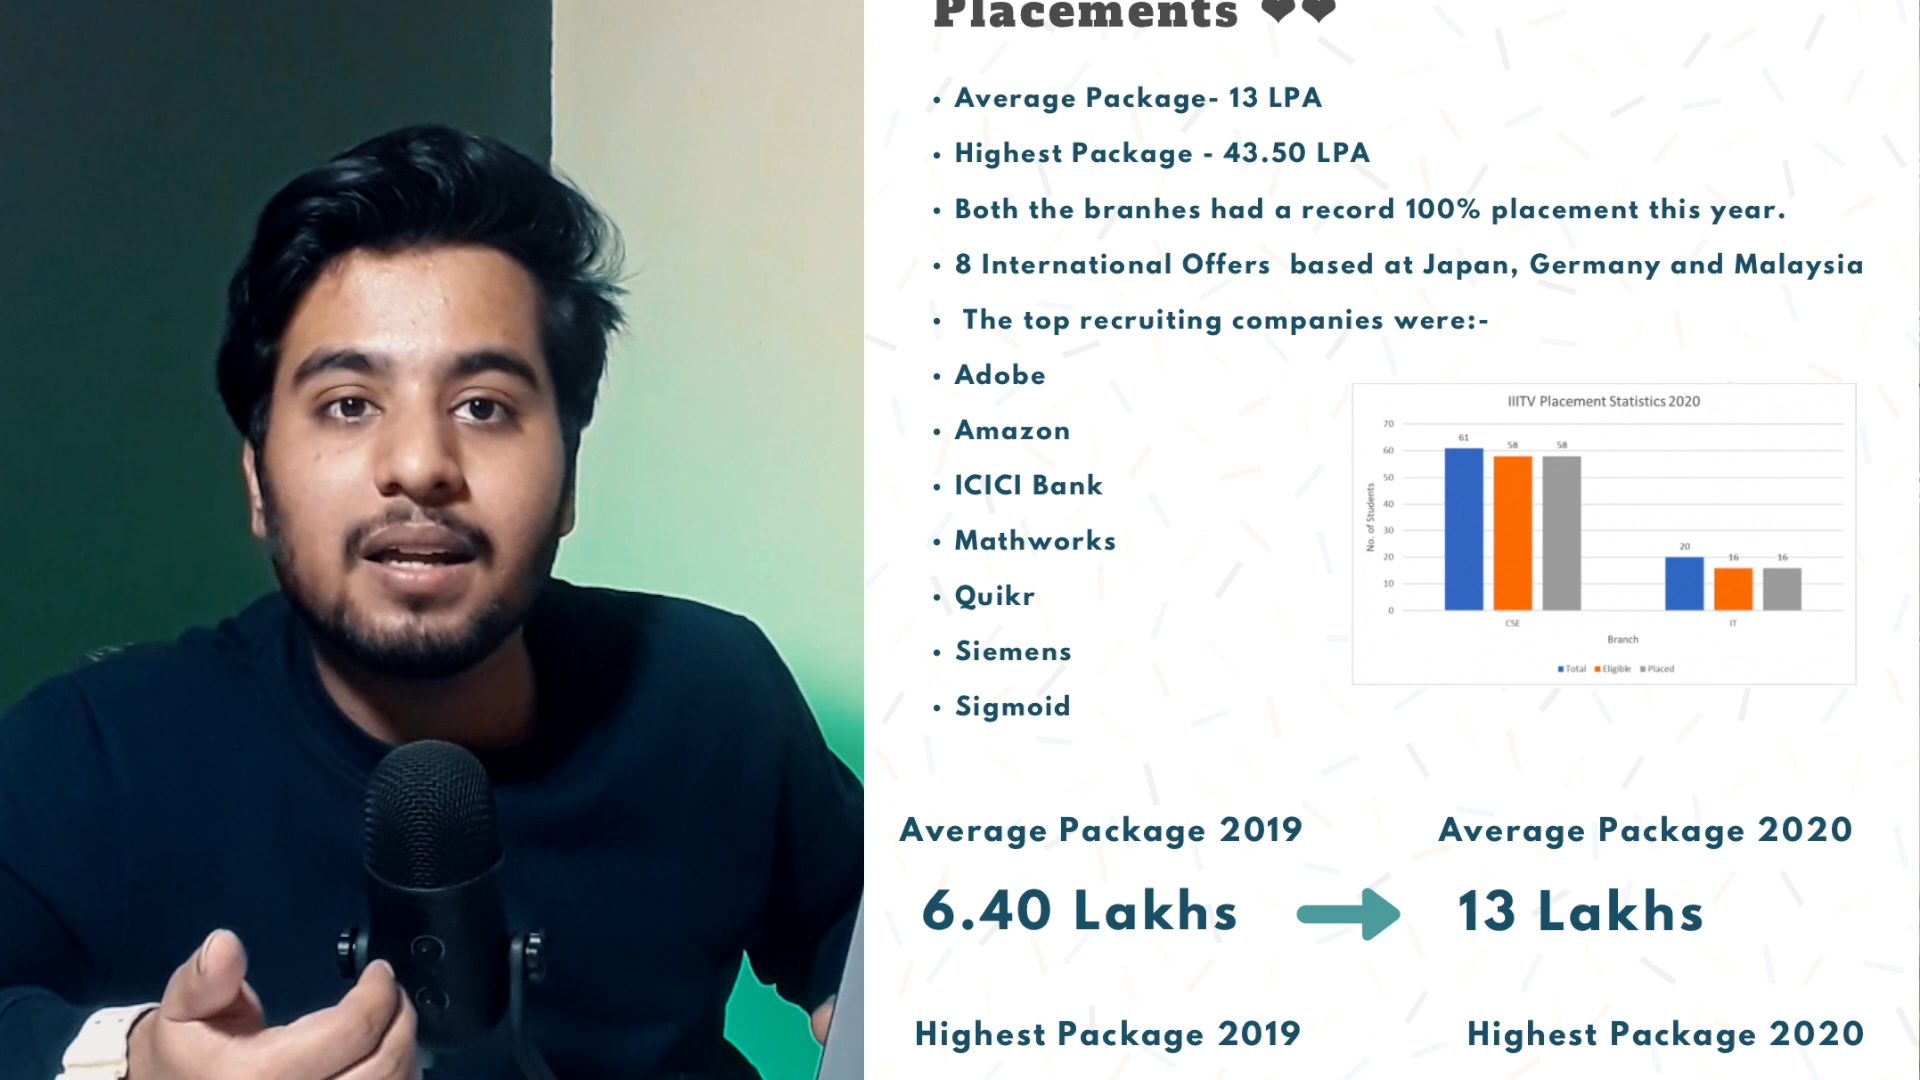 Placements ❤❤
• Average Package- 13 LPA
• Highest Package - 43.50 LPA
• Both the branhes had a record 100% placement this year.
• 8 International Offers  based at Japan, Germany and Malaysia
•  The top recruiting companies were:-
• Adobe
• Amazon
• ICICI Bank
• Mathworks
• Quikr
• Siemens
• Sigmoid
IIITV Placement Statistics 2020
No. of Students
70
60
50
40
30
20
10
0
61
58
58
20
16
16
CSE
IT
Branch
Total Eligible Placed
Average Package 2019
Average Package 2020
6.40 Lakhs
13 Lakhs
Highest Package 2019
Highest Package 2020